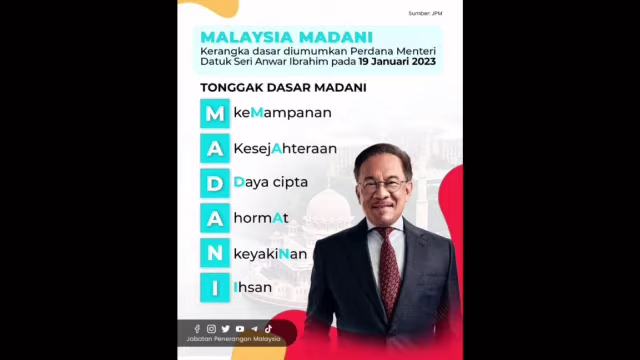 Sumber: JPM
MALAYSIA MADANI
Kerangka dasar diumumkan Perdana Menteri
Datuk Seri Anwar Ibrahim pada 19 Januari 2023
TONGGAK DASAR MADANI
M keMampanan
A KesejAhteraan
D Daya cipta
A hormAt
N keyakiNan
I Ihsan
Jabatan Penerangan Malaysia